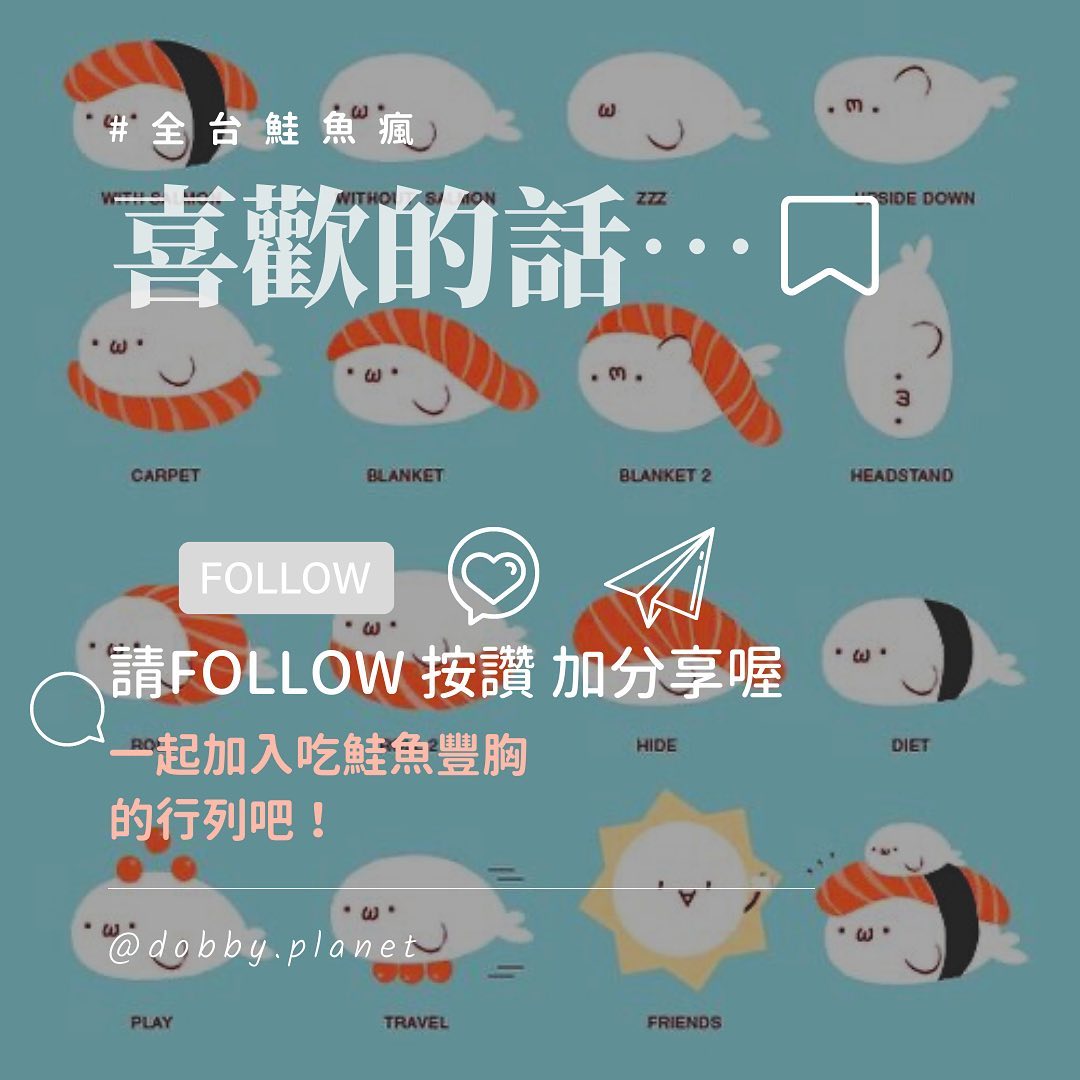 #全台鮭魚瘋
WITH SALMON
WITHOUT SALMON
ZZZ
UPSIDE DOWN
喜歡的話…
CARPET
BLANKET
BLANKET 2
HEADSTAND
FOLLOW
請FOLLOW 按讚 加分享喔
HIDE
DIET
一起加入吃鮭魚豐胸
的行列吧！
@dobby.planet
PLAY
TRAVEL
FRIENDS